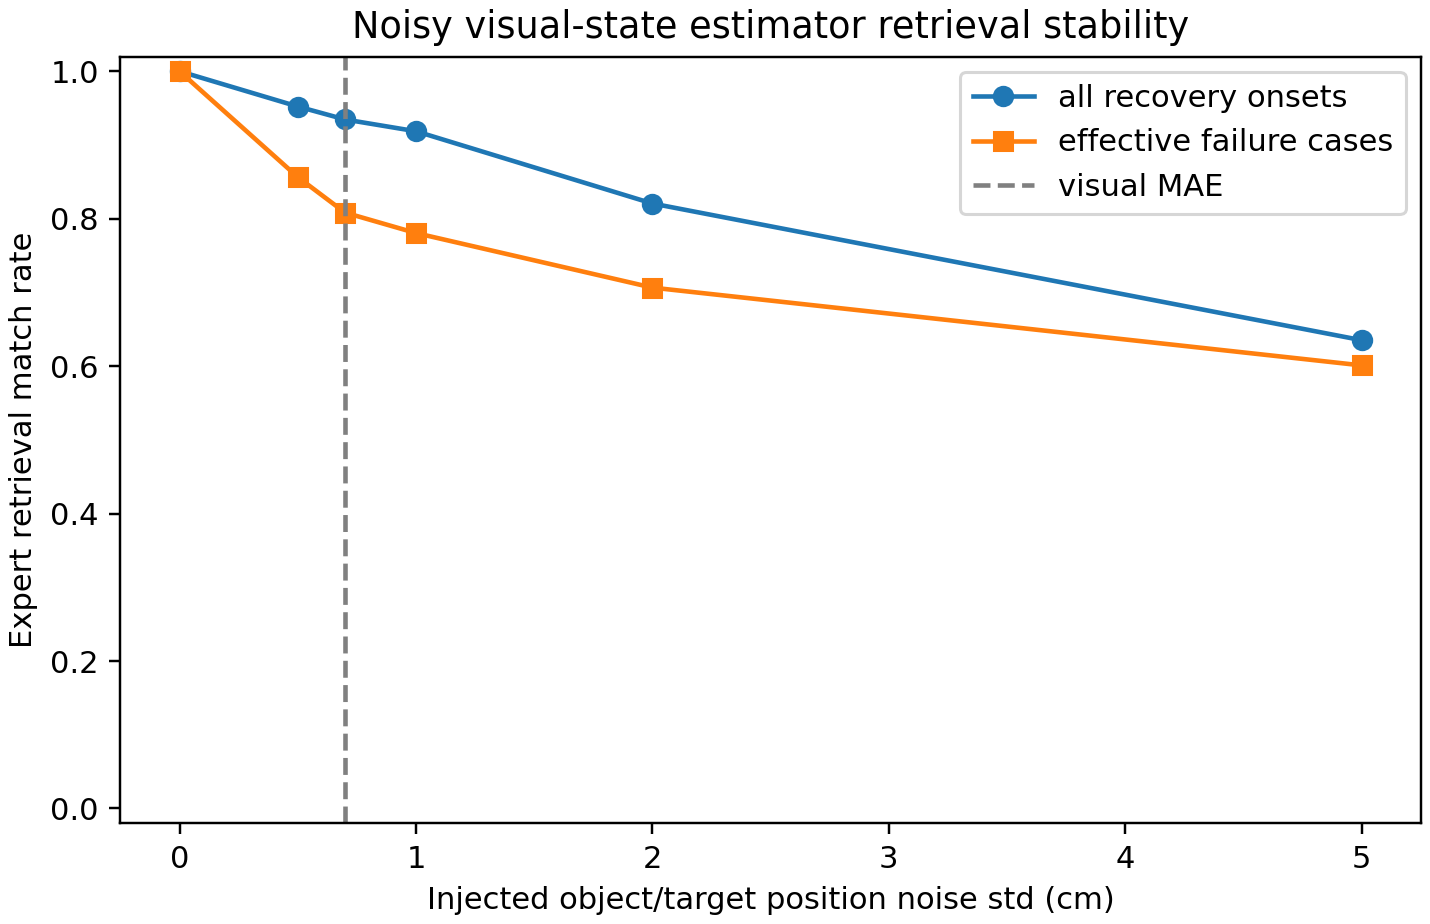 Noisy visual-state estimator retrieval stability
all recovery onsets
effective failure cases
visual MAE
Expert retrieval match rate
1.0
0.8
0.6
0.4
0.2
0.0
0 1 2 3 4 5
Injected object/target position noise std (cm)